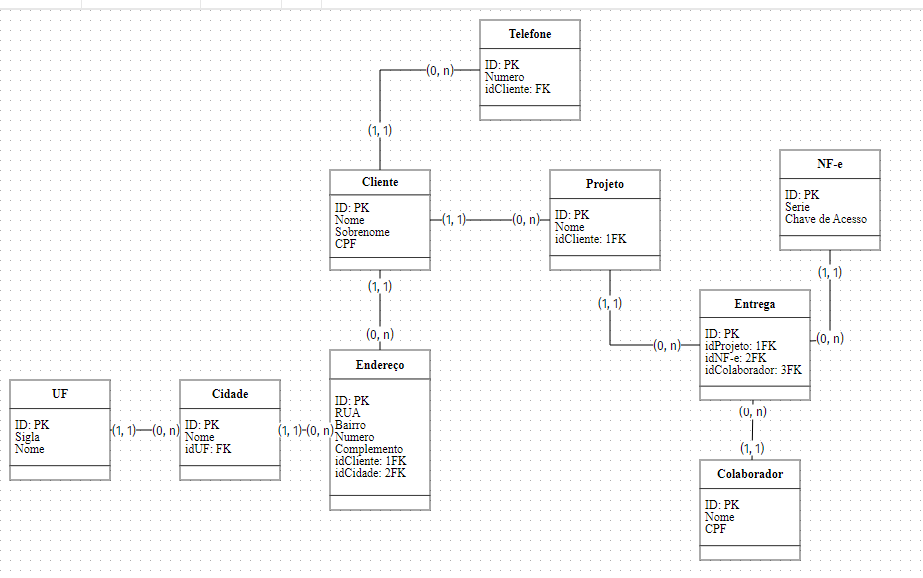 Telefone
ID: PK
Numero
idCliente: FK
(0, n)
(1, 1)
Cliente
ID: PK
Nome
Sobrenome
CPF
(1, 1)
(0, n)
Projeto
ID: PK
Nome
idCliente: 1FK
NF-e
ID: PK
Serie
Chave de Acesso
(1, 1)
(1, 1)
(0, n)
(1, 1)
(0, n)
Entrega
ID: PK
idProjeto: 1FK
idNF-e: 2FK
idColaborador: 3FK
(0, n)
UF
ID: PK
Sigla
Nome
(1, 1)
(0, n)
Cidade
ID: PK
Nome
idUF: FK
(1, 1)
(0, n)
Endereço
ID: PK
RUA
Bairro
Numero
Complemento
idCliente: 1FK
idCidade: 2FK
(0, n)
(1, 1)
Colaborador
ID: PK
Nome
CPF